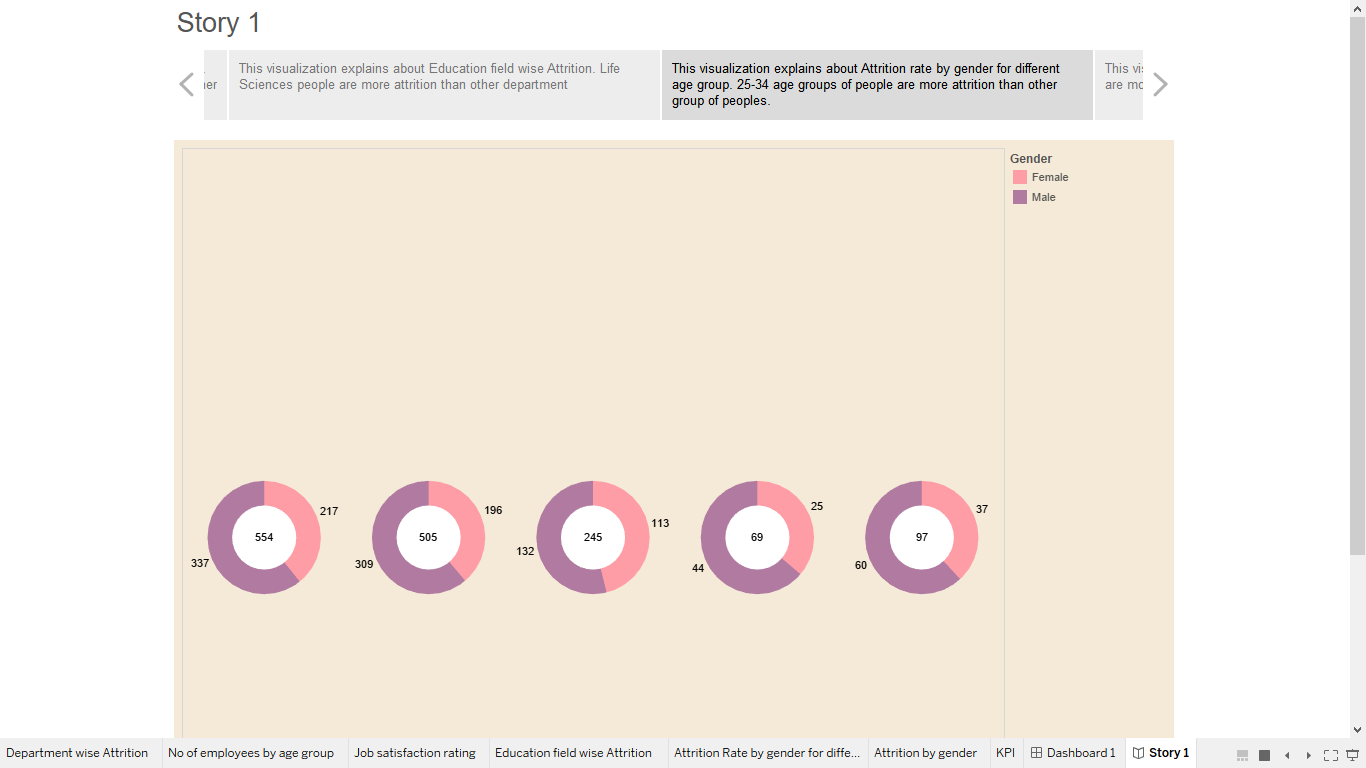 Story 1
ner
This visualization explains about Education field wise Attrition. Life
Sciences people are more attrition than other department
This visualization explains about Attrition rate by gender for different
age group. 25-34 age groups of people are more attrition than other
group of peoples.
This vi
are mo
Gender
Female
Male
554
217
337
505
196
309
245
113
132
69
25
44
97
37
60
Department wise Attrition
No of employees by age group
Job satisfaction rating
Education field wise Attrition
Attrition Rate by gender for diffe...
Attrition by gender
KPI
Dashboard 1
Story 1